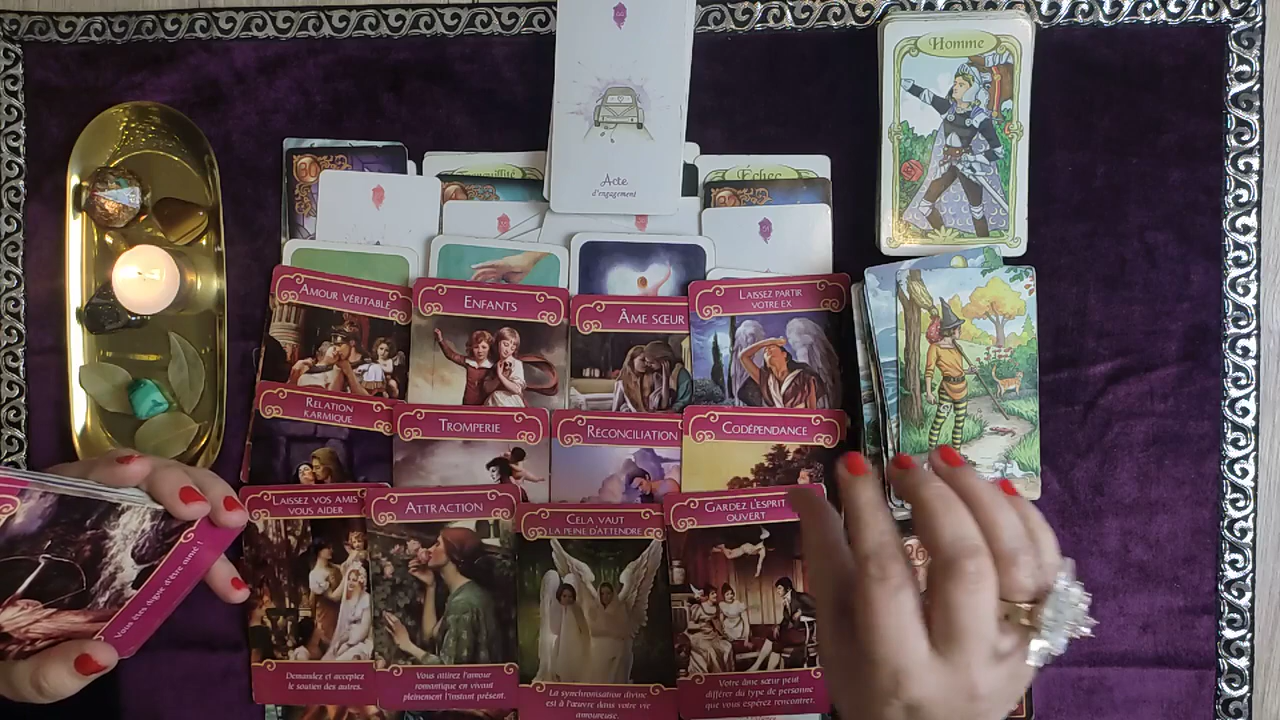 Homme
Acte
d'engagement
80
Échec
Amour véritable
Enfants
Âme sœur
Laissez partir
votre ex
Relation
karmique
Tromperie
Réconciliation
Codépendance
Laissez vos amis
vous aider
Attraction
Cela vaut
la peine d'attendre
Gardez l'esprit
ouvert
26
Vous êtes digne d'être aimé !
Demandez et acceptez
le soutien des autres.
Vous attirez l'amour
romantique en vivant
pleinement l'instant présent.
La synchronisation divine
est à l'œuvre dans votre vie
amoureuse.
Votre âme sœur peut
différer du type de personne
que vous espérez rencontrer.